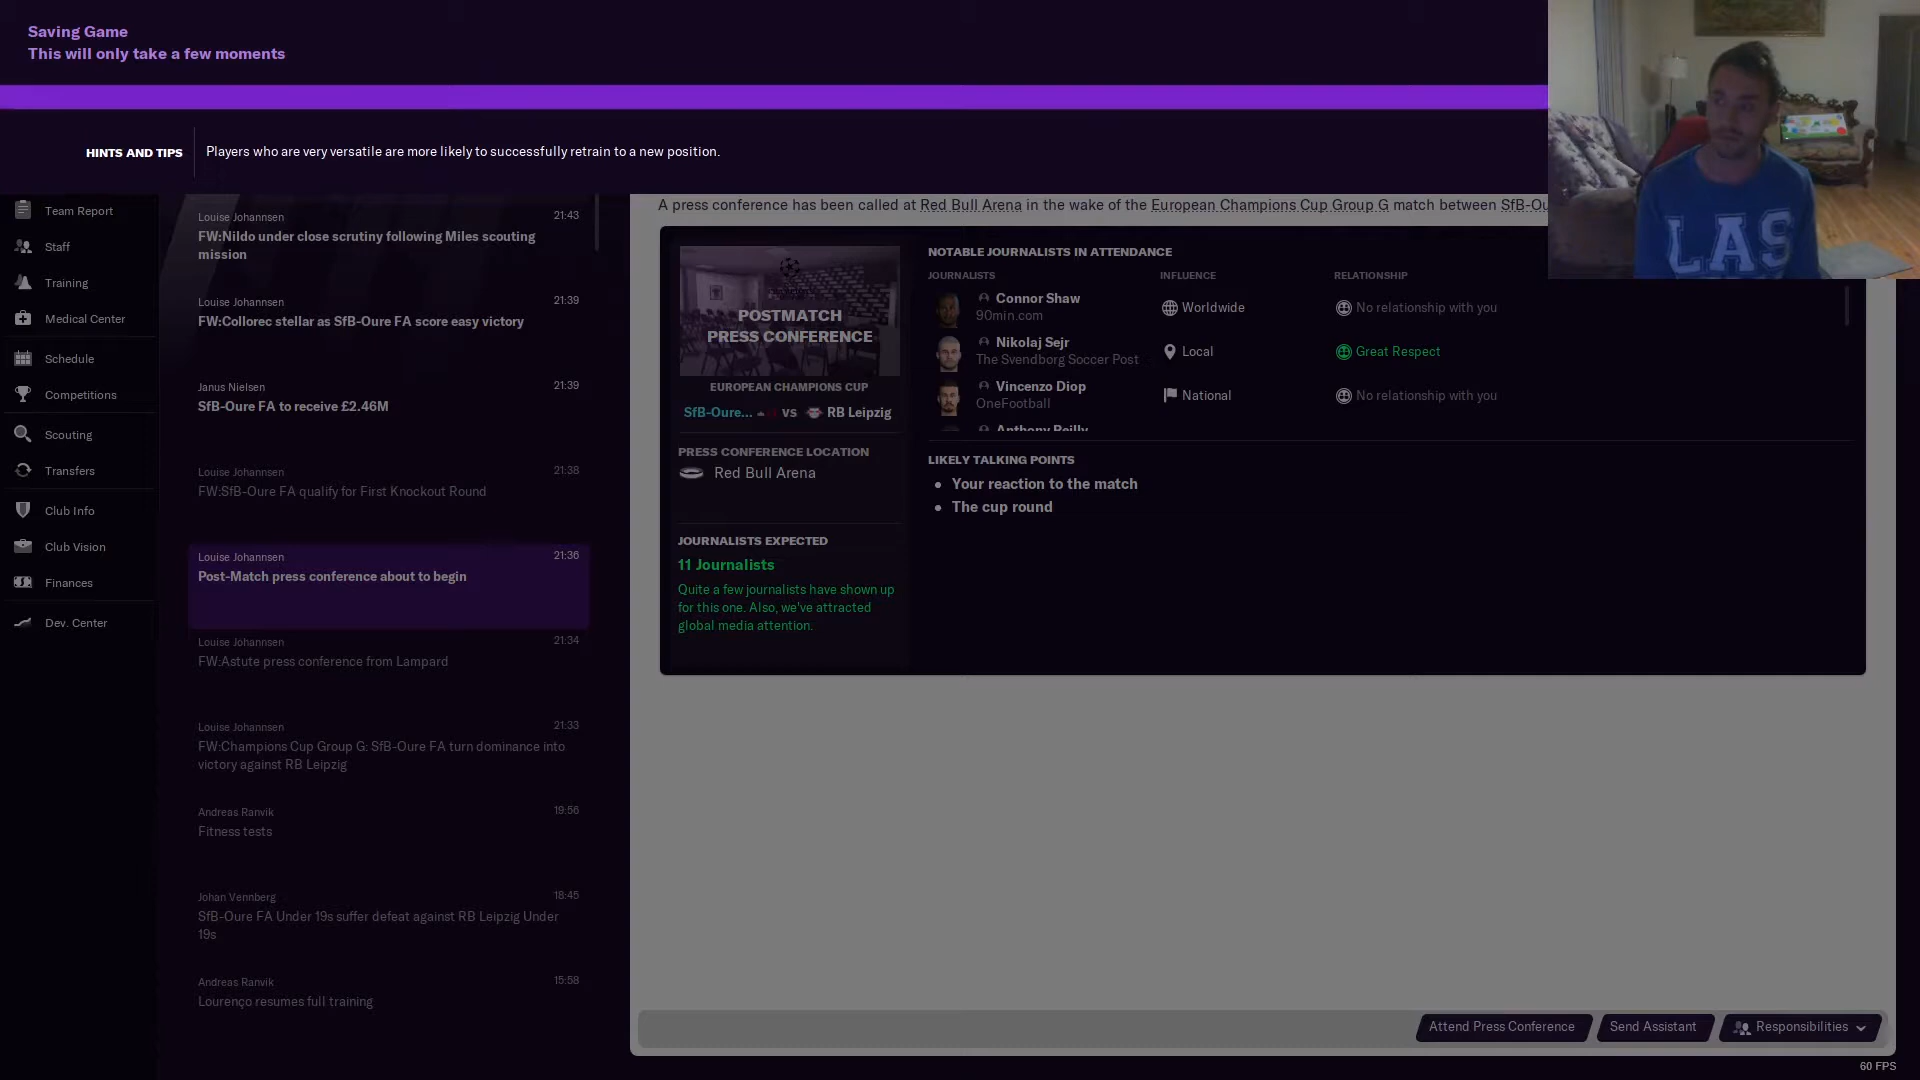 Saving Game
This will only take a few moments
HINTS AND TIPS
Players who are very versatile are more likely to successfully retrain to a new position.
Team Report
Staff
Training
Medical Center
Schedule
Competitions
Scouting
Transfers
Club Info
Club Vision
Finances
Dev. Center
Louise Johannsen 21:43
FW:Nildo under close scrutiny following Miles scouting
mission
Louise Johannsen 21:39
FW:Collorec stellar as SfB-Oure FA score easy victory
Janus Nielsen 21:39
SfB-Oure FA to receive £2.46M
Louise Johannsen 21:38
FW:SfB-Oure FA qualify for First Knockout Round
Louise Johannsen 21:36
Post-Match press conference about to begin
Louise Johannsen 21:34
FW:Astute press conference from Lampard
Louise Johannsen 21:33
FW:Champions Cup Group G: SfB-Oure FA turn dominance into
victory against RB Leipzig
Andreas Ranvik 19:56
Fitness tests
Johan Vennberg 18:45
SfB-Oure FA Under 19s suffer defeat against RB Leipzig Under
19s
Andreas Ranvik 15:58
Lourenço resumes full training
A press conference has been called at Red Bull Arena in the wake of the European Champions Cup Group G match between SfB-Ou
POSTMATCH
PRESS CONFERENCE
EUROPEAN CHAMPIONS CUP
SfB-Oure... vs RB Leipzig
PRESS CONFERENCE LOCATION
Red Bull Arena
JOURNALISTS EXPECTED
11 Journalists
Quite a few journalists have shown up
for this one. Also, we've attracted
global media attention.
NOTABLE JOURNALISTS IN ATTENDANCE
JOURNALISTS INFLUENCE RELATIONSHIP
Connor Shaw
90min.com
Worldwide
No relationship with you
Nikolaj Sejr
The Svendborg Soccer Post
Local
Great Respect
Vincenzo Diop
OneFootball
National
No relationship with you
Anthony Reilly
LIKELY TALKING POINTS
• Your reaction to the match
• The cup round
Attend Press Conference
Send Assistant
Responsibilities
60 FPS
LAS